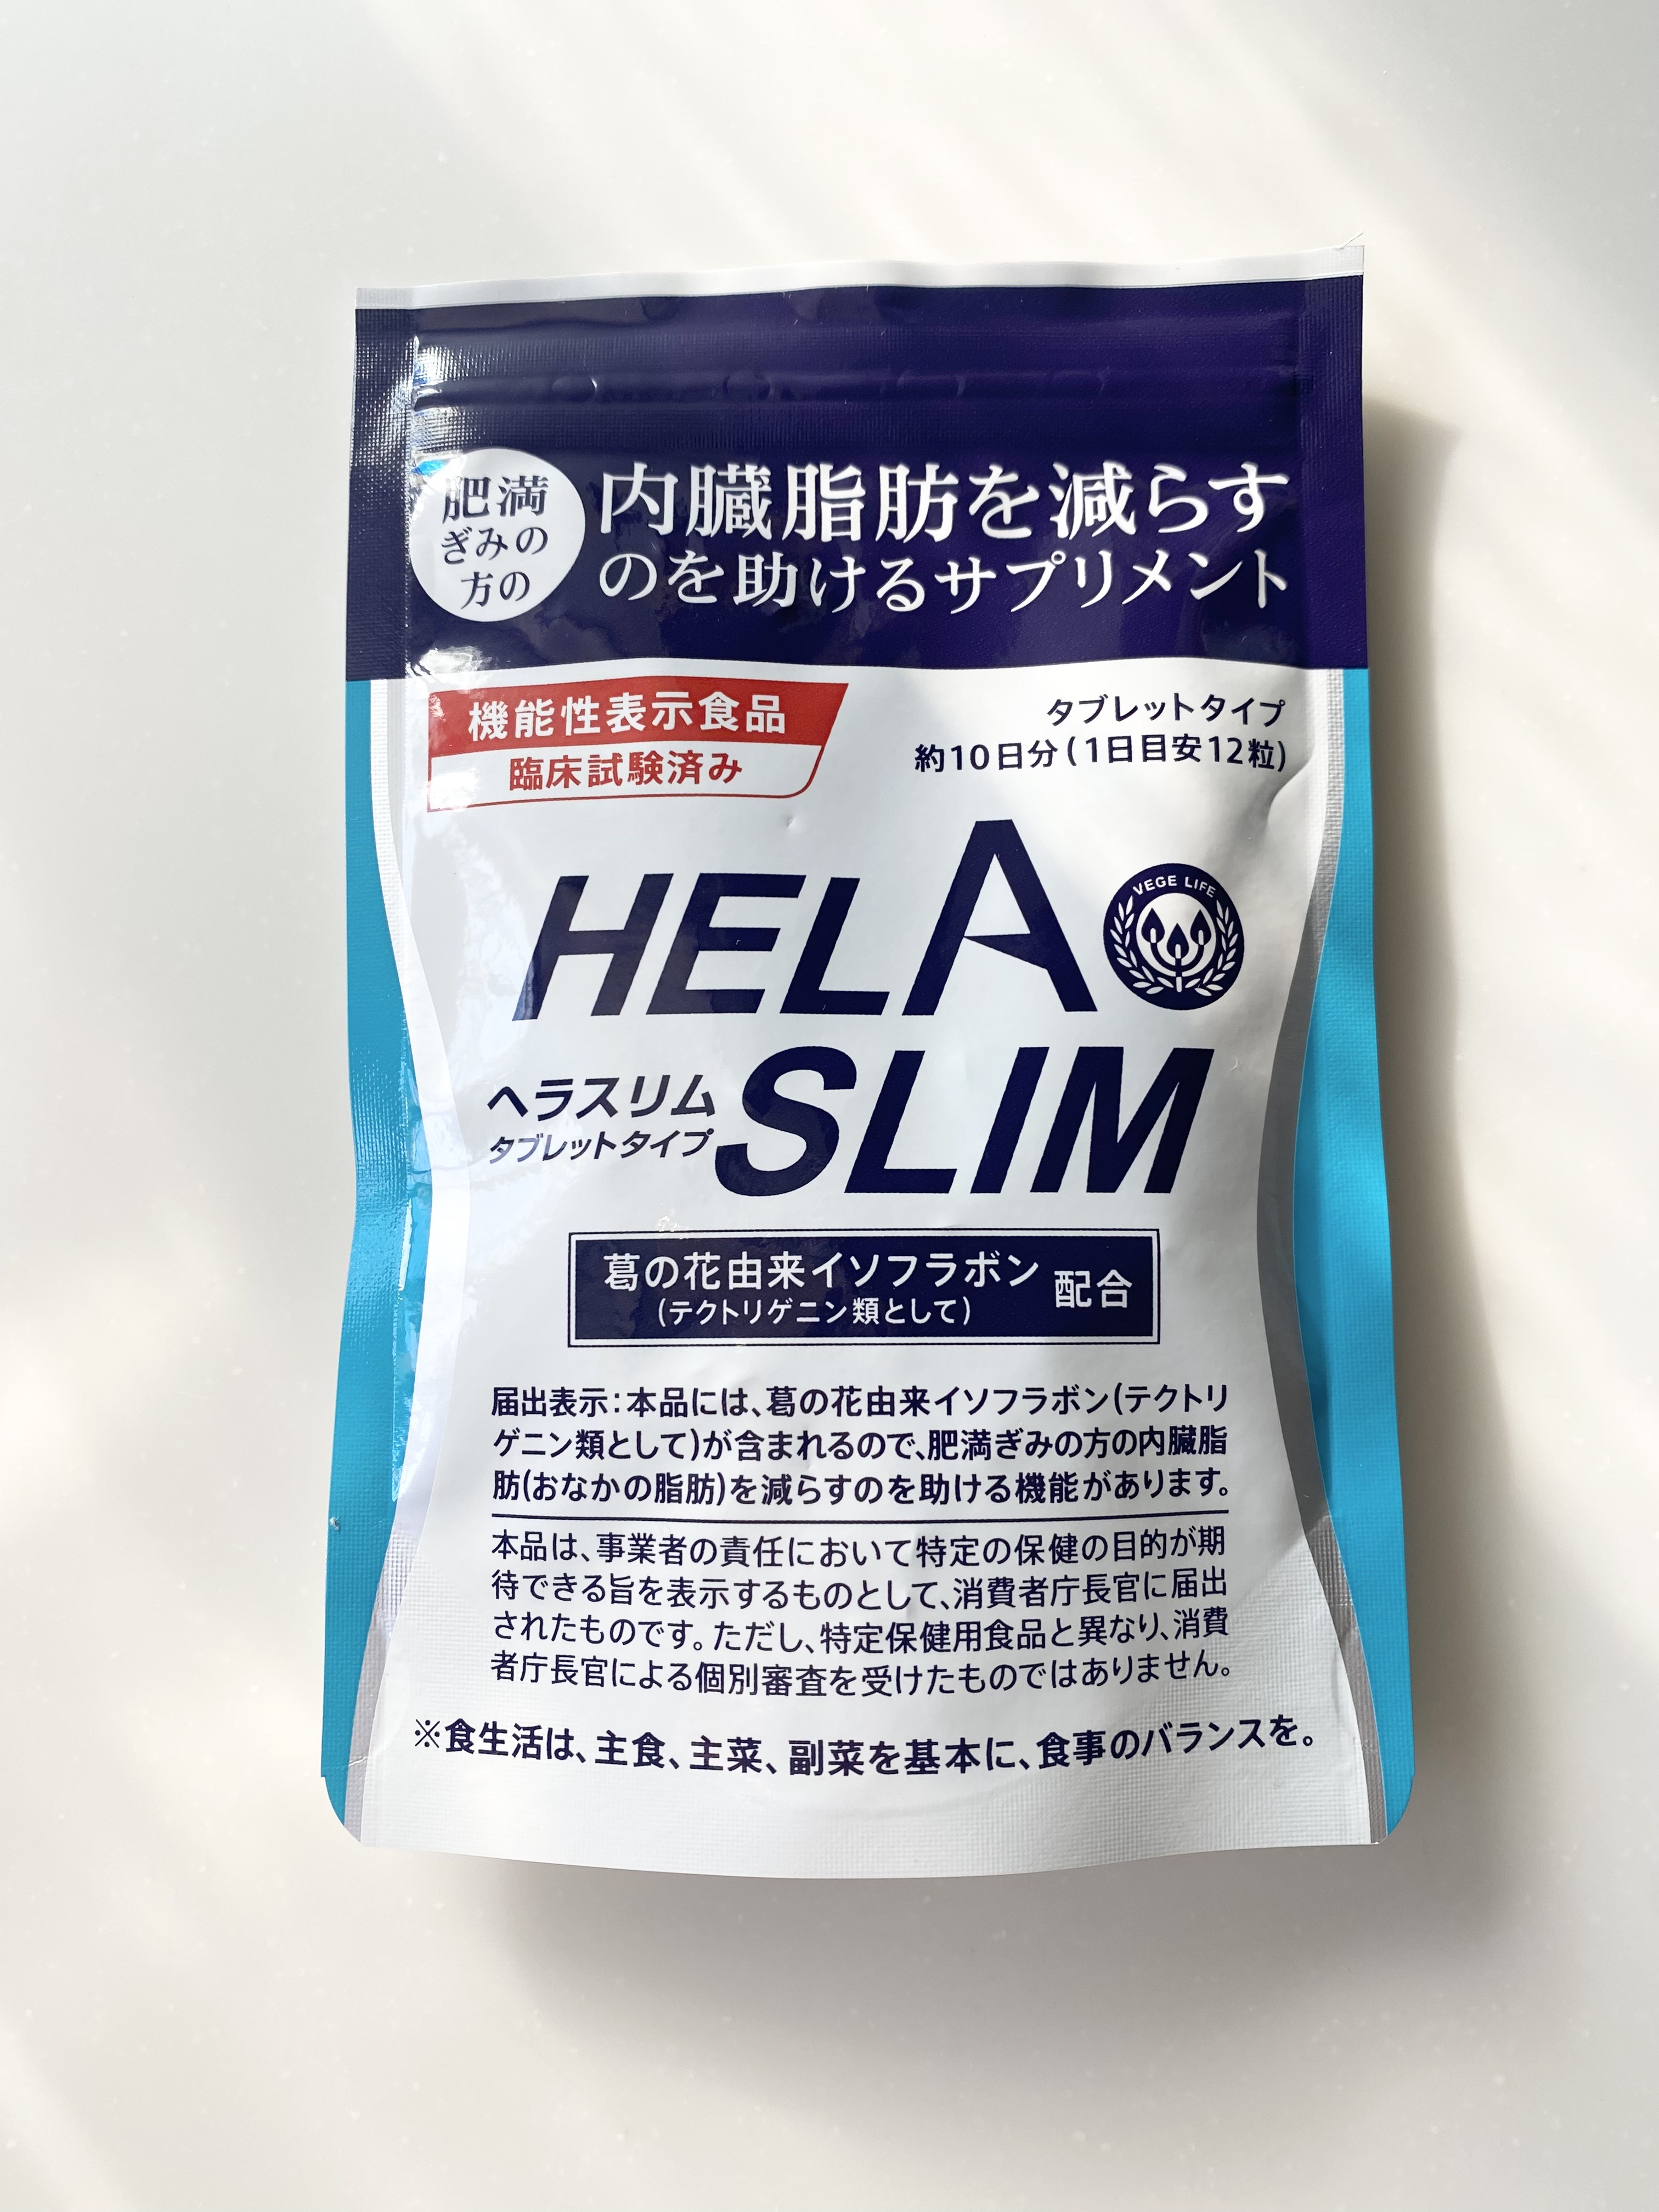 肥満
ぎみの
方の
内臓脂肪を減らす
のを助けるサプリメント
機能性表示食品
臨床試験済み
タブレットタイプ
約10日分(1日目安12粒)
HELA
VEGE LIFE
SLIM
ヘラスリム
タブレットタイプ
葛の花由来イソフラボン
(テクトリゲニン類として)
配合
届出表示:本品には、葛の花由来イソフラボン(テクトリ
ゲニン類として)が含まれるので、肥満ぎみの方の内臓脂
肪(おなかの脂肪)を減らすのを助ける機能があります。
本品は、事業者の責任において特定の保健の目的が期
待できる旨を表示するものとして、消費者庁長官に届出
されたものです。ただし、特定保健用食品と異なり、消費
者庁長官による個別審査を受けたものではありません。
※食生活は、主食、主菜、副菜を基本に、食事のバランスを。